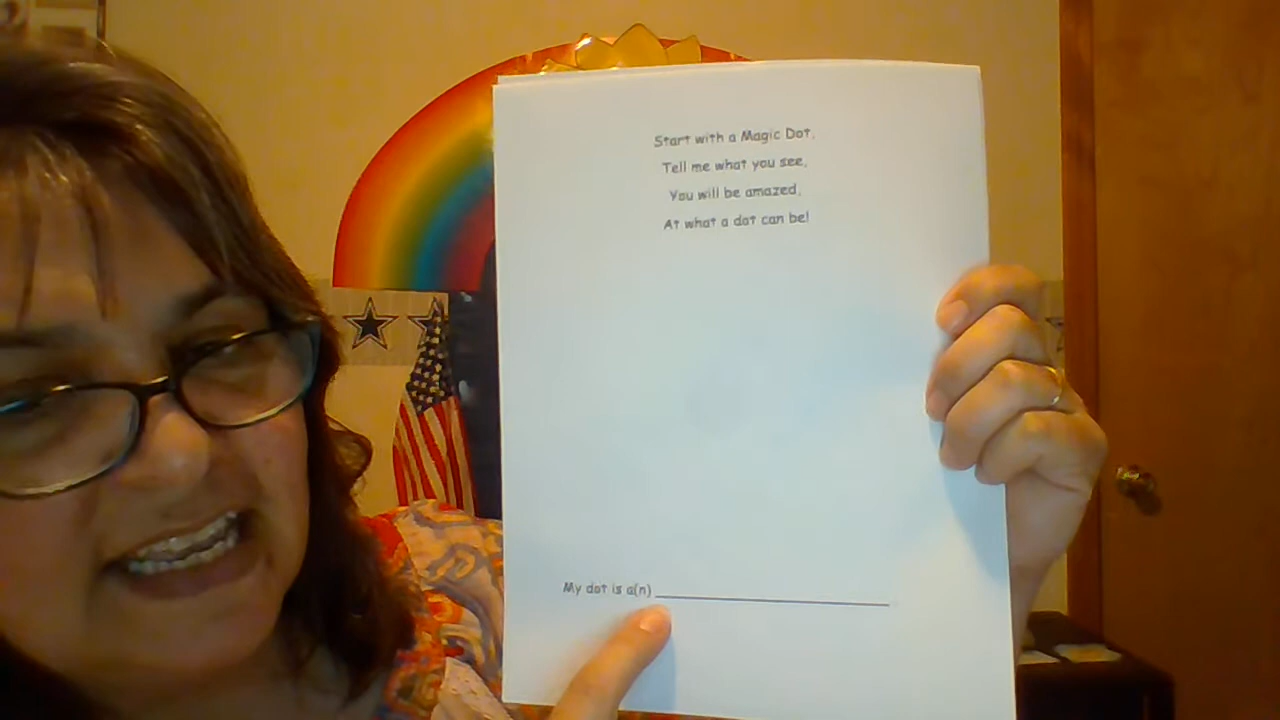 Start with a Magic Dot,
Tell me what you see,
You will be amazed,
At what a dot can be!
My dot is a(n) ____________________.